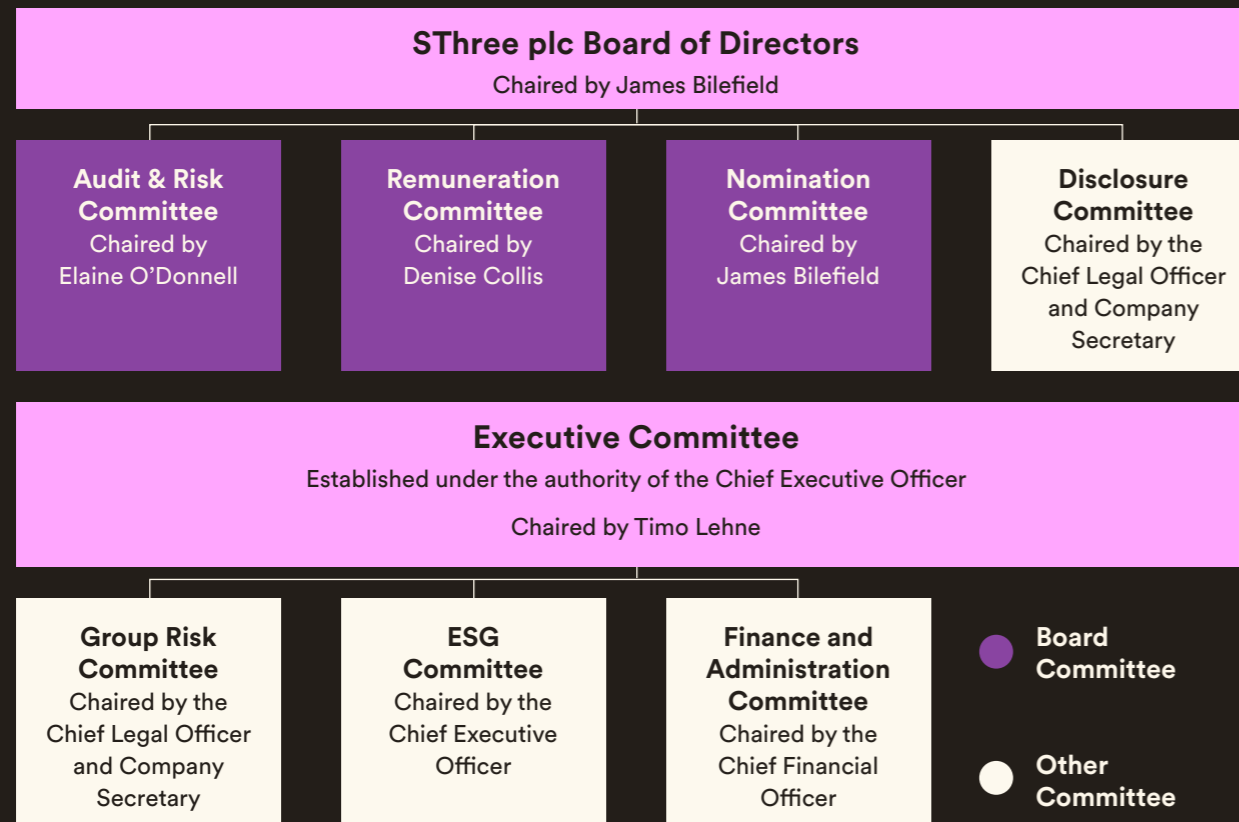 SThree plc Board of Directors
Chaired by James Bilefield
Audit & Risk
Committee
Chaired by
Elaine O’Donnell
Remuneration
Committee
Chaired by
Denise Collis
Nomination
Committee
Chaired by
James Bilefield
Disclosure
Committee
Chaired by the
Chief Legal Officer
and Company
Secretary
Executive Committee
Established under the authority of the Chief Executive Officer
Chaired by Timo Lehne
Group Risk
Committee
Chaired by the
Chief Legal Officer
and Company
Secretary
ESG
Committee
Chaired by the
Chief Executive
Officer
Finance and
Administration
Committee
Chaired by the
Chief Financial
Officer
Board
Committee
Other
Committee